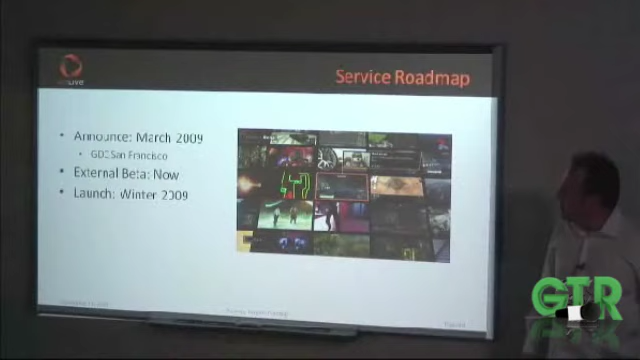 Service Roadmap
• Announce: March 2009
• GDC San Francisco
• External Beta: Now
• Launch: Winter 2009
GTR